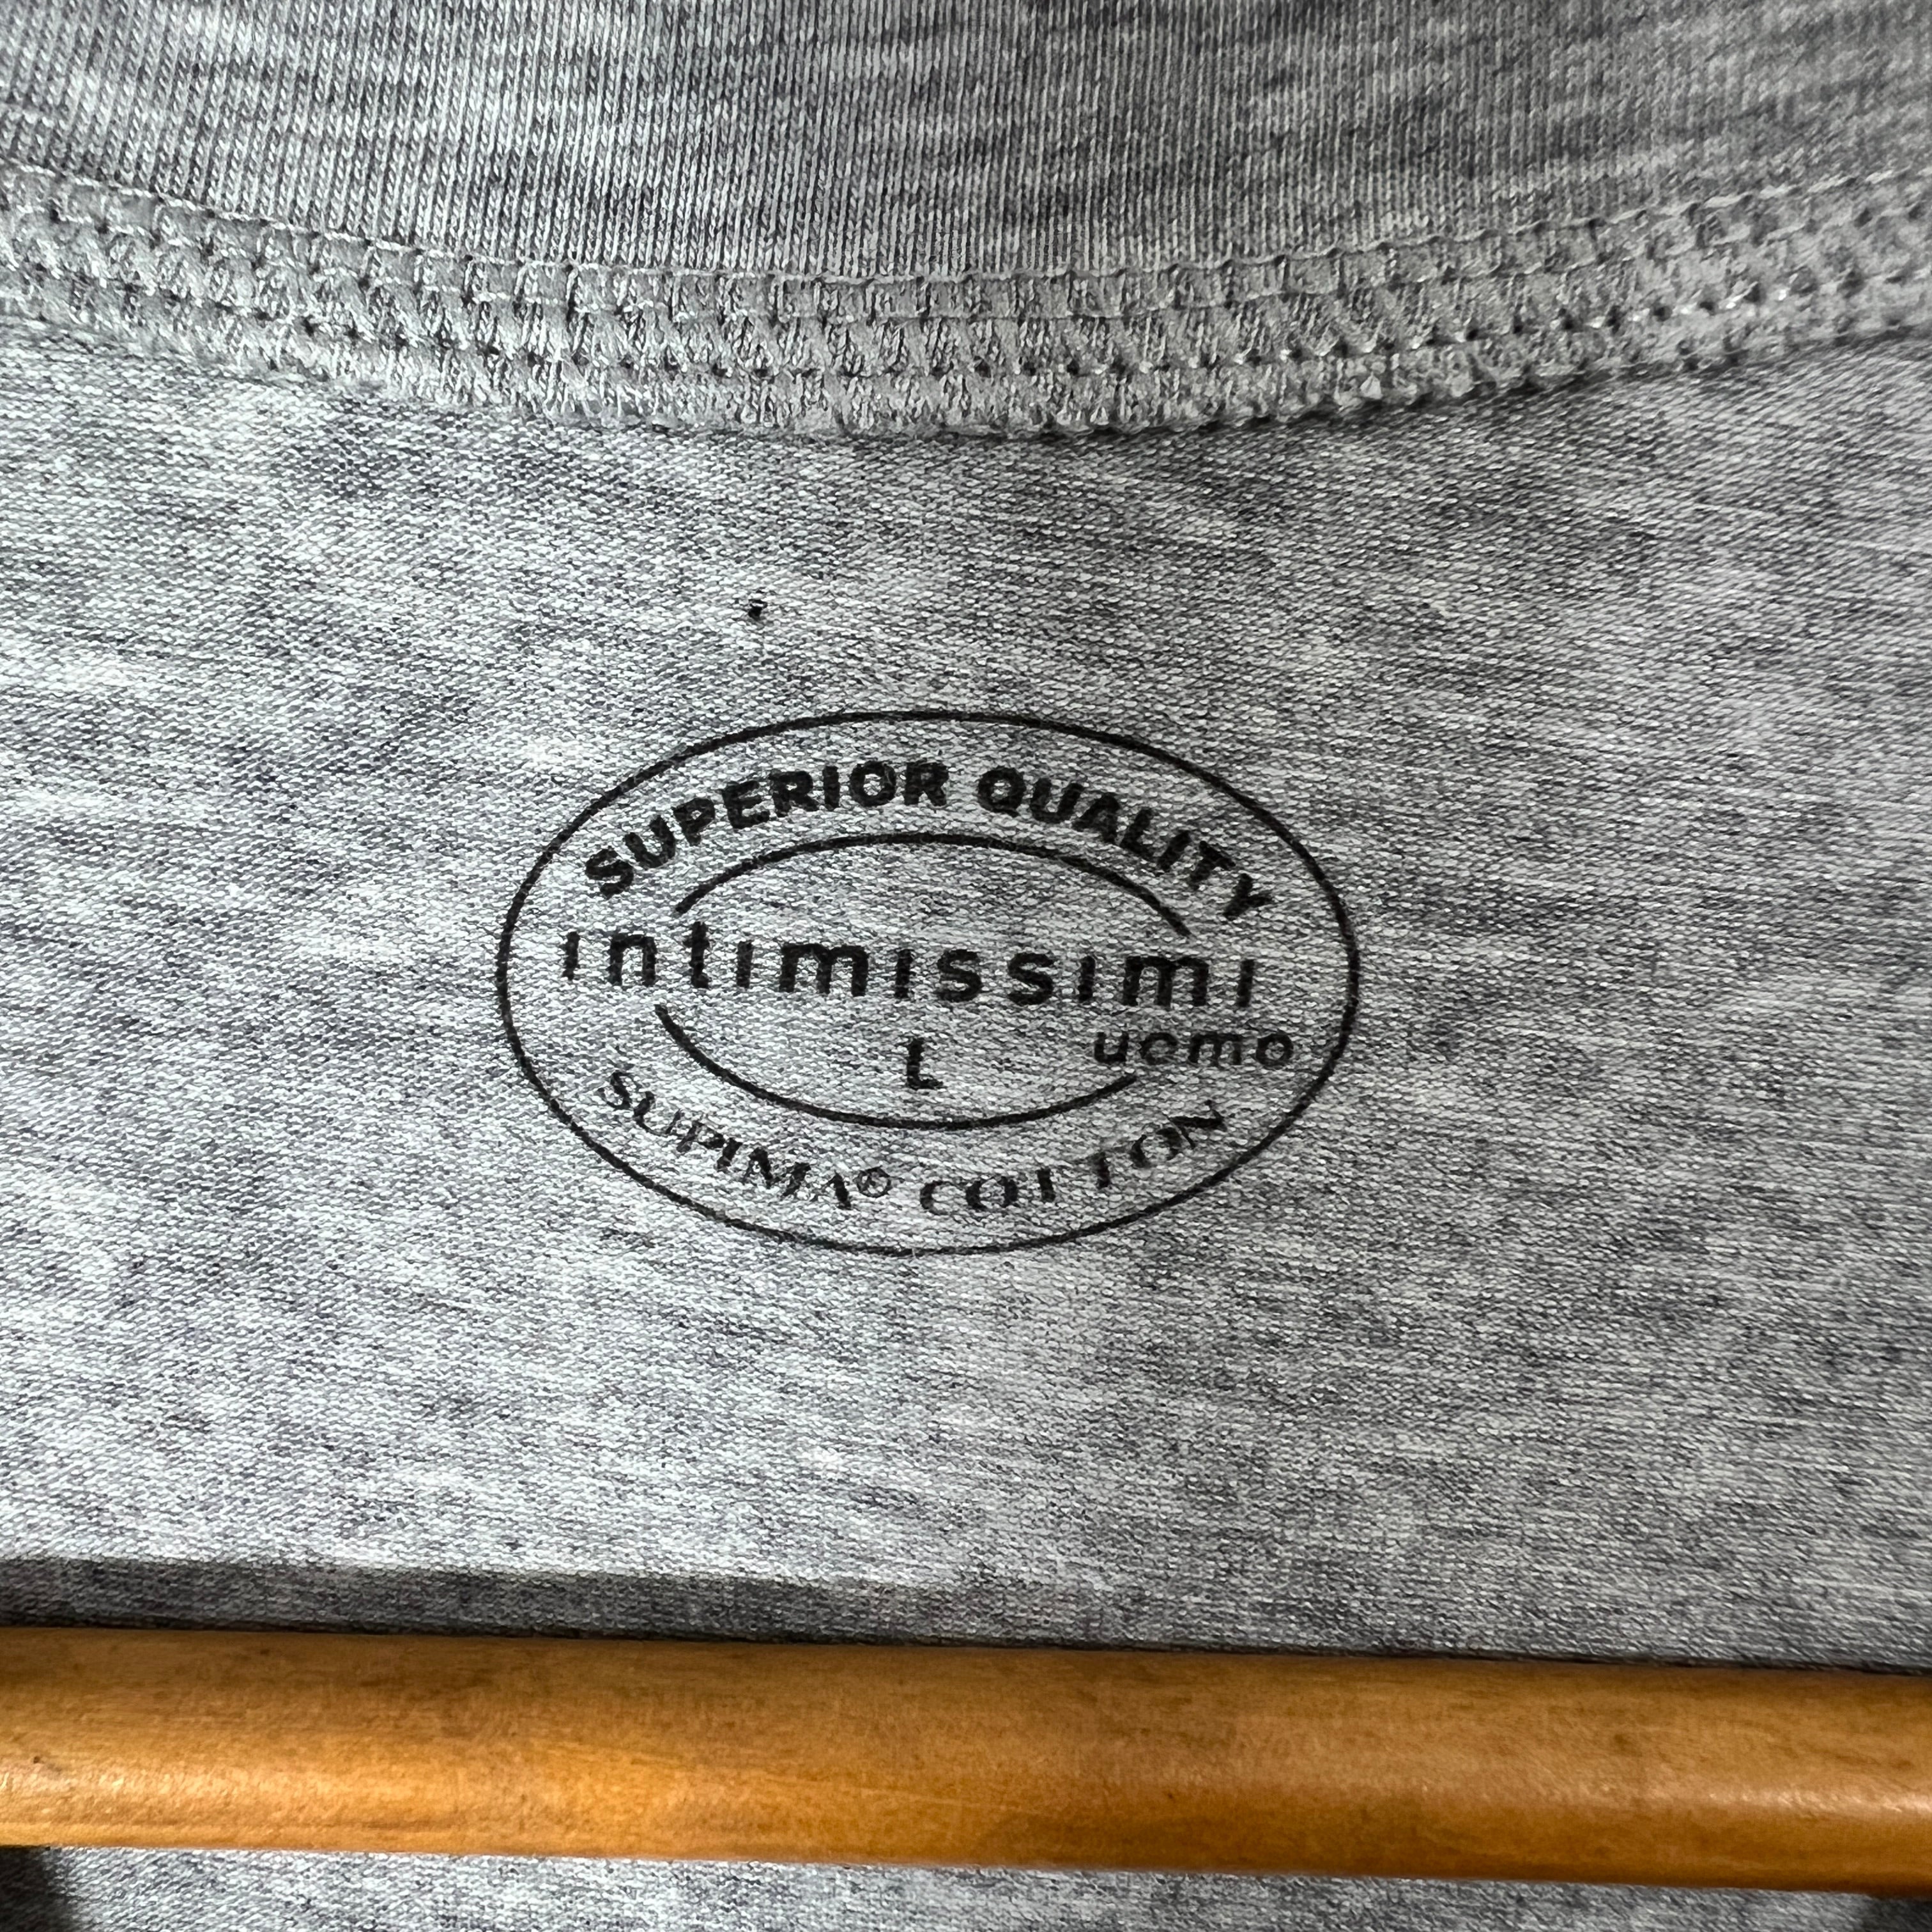 SUPERIOR QUALITY
intimissimi
uomo
L
SUPIMA® COTTON